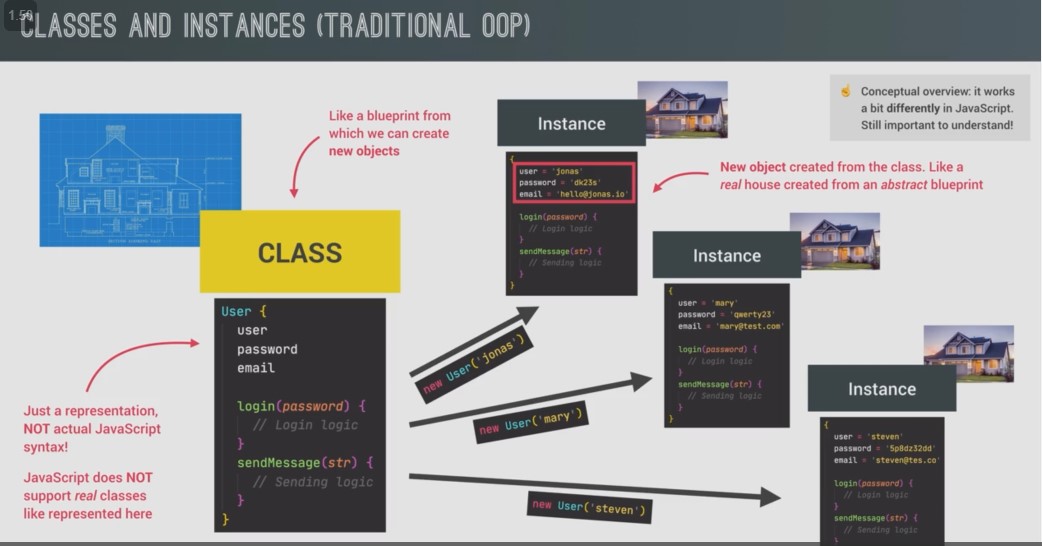 1.50
CLASSES AND INSTANCES (TRADITIONAL OOP)
Like a blueprint from
which we can create
new objects
CLASS
User {
user
password
email
login(password) {
// Login logic
}
sendMessage(str) {
// Sending logic
}
}
Just a representation,
NOT actual JavaScript
syntax!
JavaScript does NOT
support real classes
like represented here
new User('jonas')
new User('mary')
new User('steven')
Instance
{
user = 'jonas'
password = 'dk23s'
email = 'hello@jonas.io'
login(password) {
// Login logic
}
sendMessage(str) {
// Sending logic
}
}
Conceptual overview: it works
a bit differently in JavaScript.
Still important to understand!
New object created from the class. Like a
real house created from an abstract blueprint
Instance
{
user = 'mary'
password = 'qwerty23'
email = 'mary@test.com'
login(password) {
// Login logic
}
sendMessage(str) {
// Sending logic
}
}
Instance
{
user = 'steven'
password = '5p8dz32dd'
email = 'steven@tes.co'
login(password) {
// Login logic
}
sendMessage(str) {
// Sending logic
}